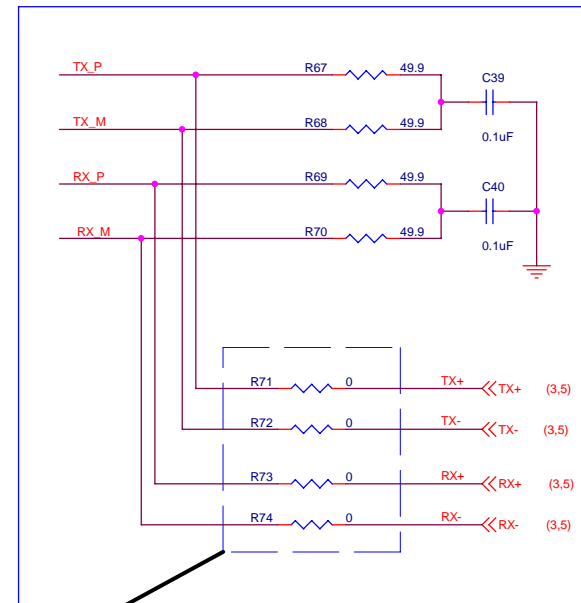 TX_P R67 49.9
C39
TX_M R68 49.9 0.1uF
RX_P R69 49.9
C40
RX_M R70 49.9 0.1uF
R71 0 TX+ TX+ (3,5)
R72 0 TX- TX- (3,5)
R73 0 RX+ RX+ (3,5)
R74 0 RX- RX- (3,5)